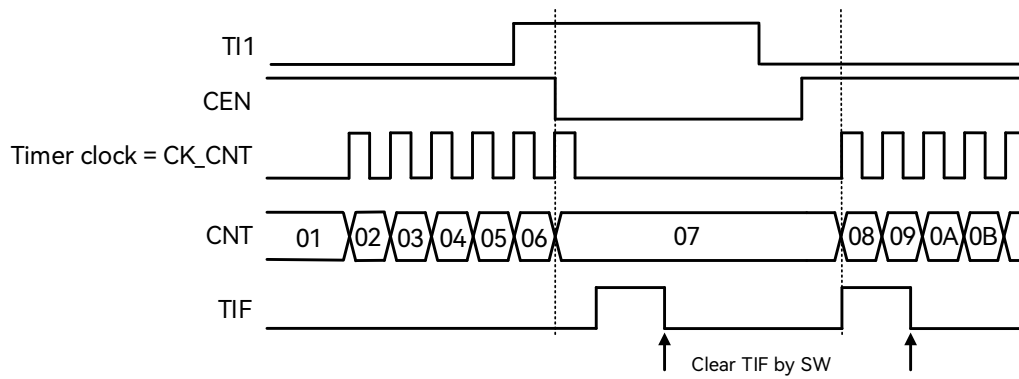 TI1
CEN
Timer clock = CK_CNT
CNT 01 02 03 04 05 06 07 08 09 0A 0B
TIF
Clear TIF by SW